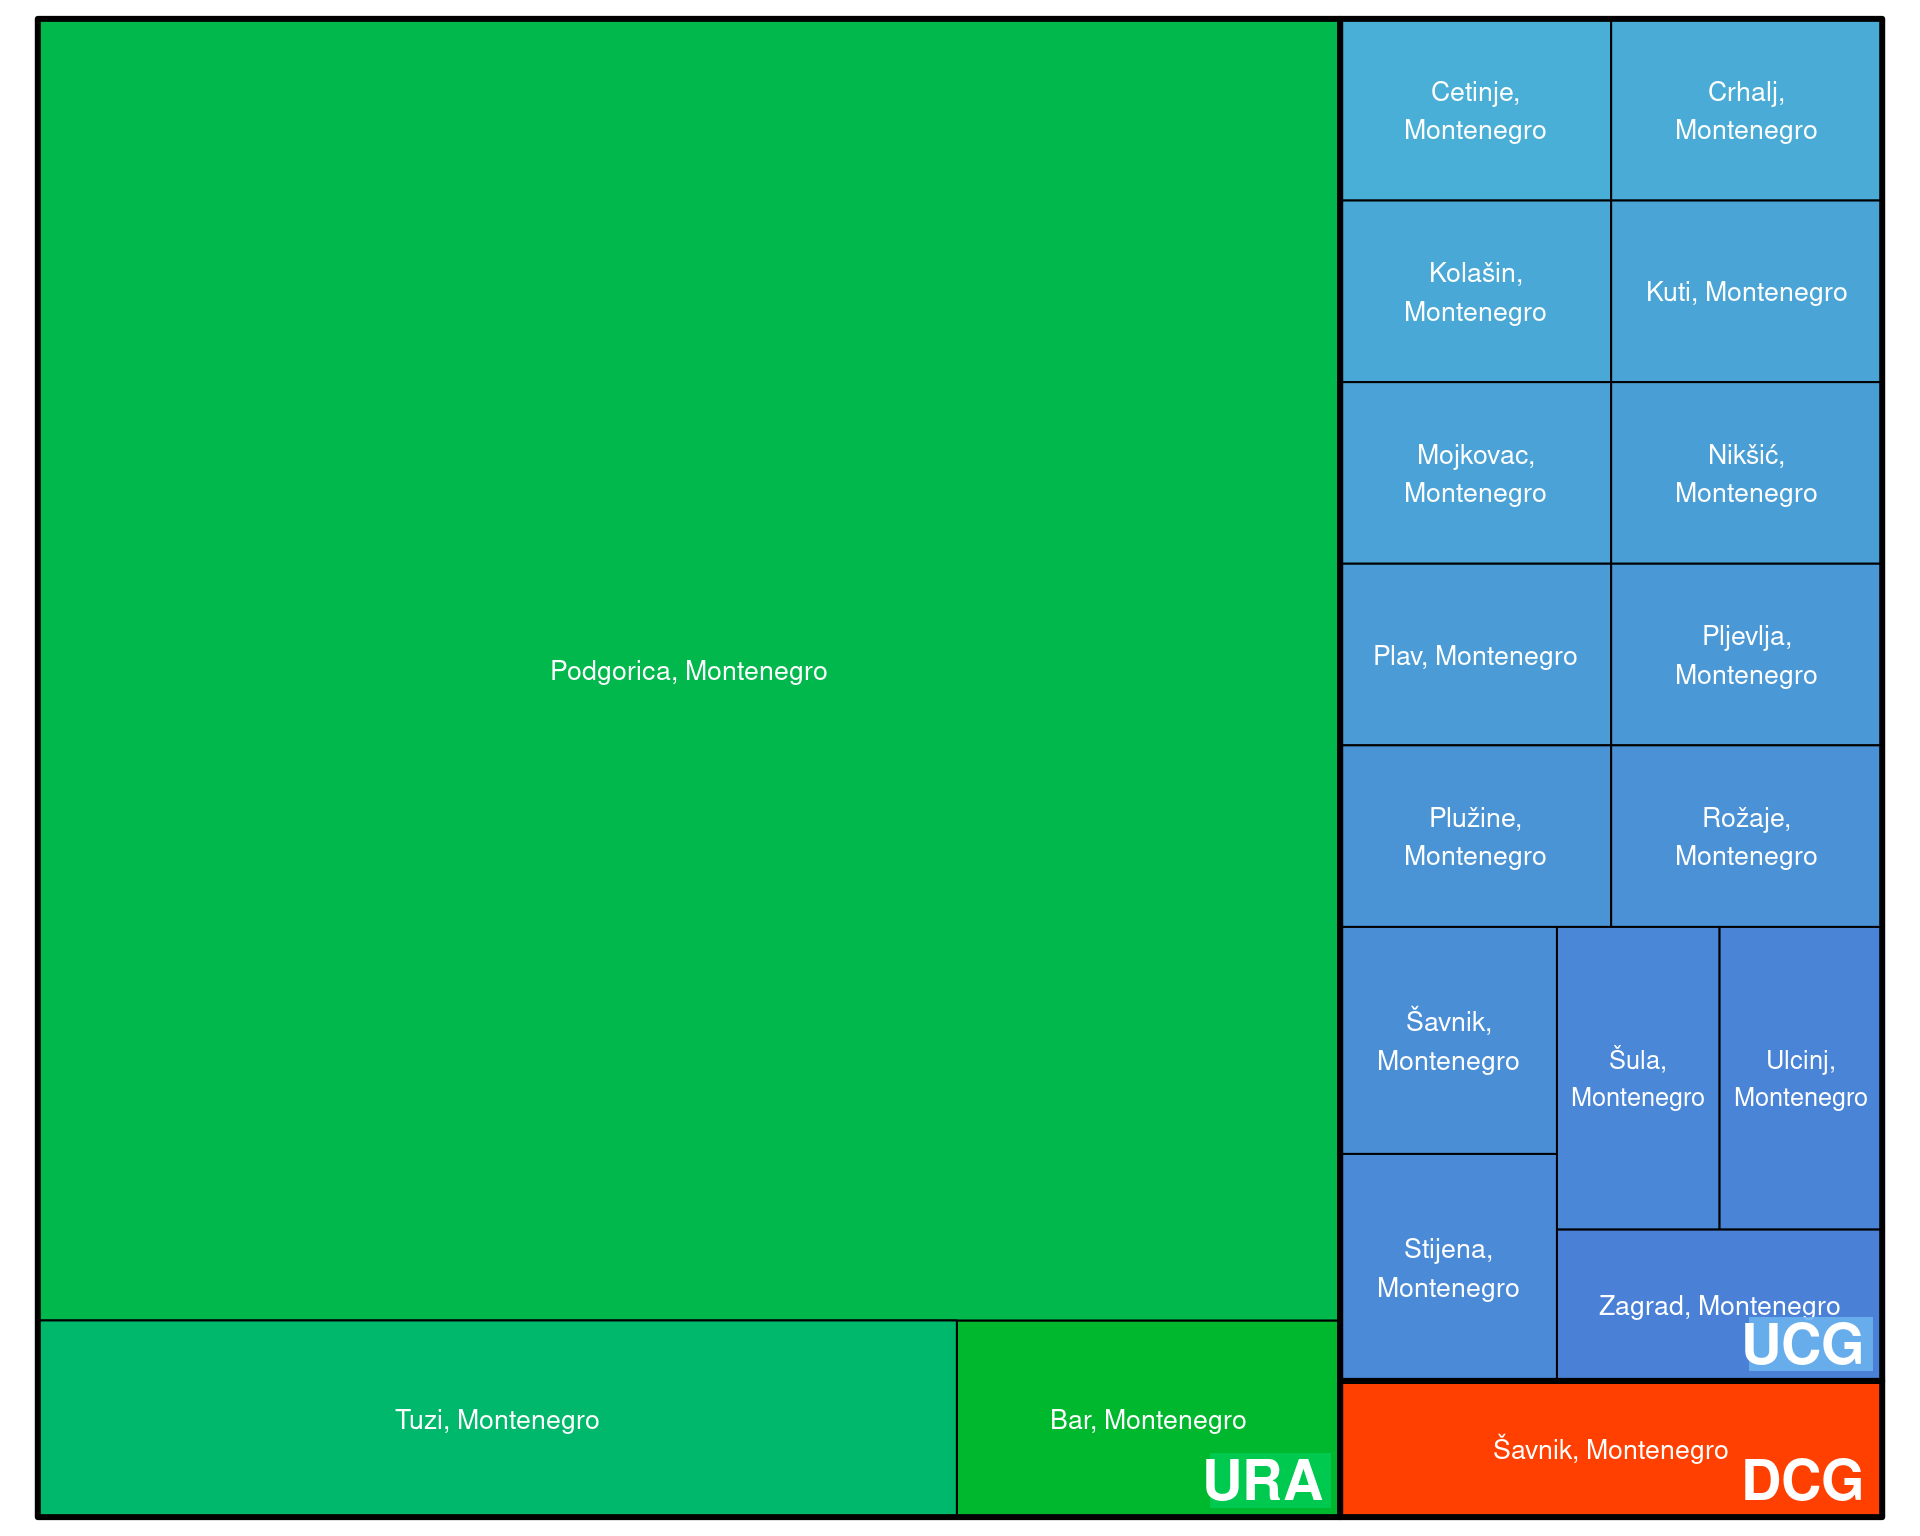 Podgorica, Montenegro
Tuzi, Montenegro
Bar, Montenegro
URA
Cetinje,
Montenegro
Crhalj,
Montenegro
Kolašin,
Montenegro
Kuti, Montenegro
Mojkovac,
Montenegro
Nikšić,
Montenegro
Plav, Montenegro
Pljevlja,
Montenegro
Plužine,
Montenegro
Rožaje,
Montenegro
Šavnik,
Montenegro
Šula,
Montenegro
Ulcinj,
Montenegro
Stijena,
Montenegro
Zagrad, Montenegro
UCG
Šavnik, Montenegro
DCG